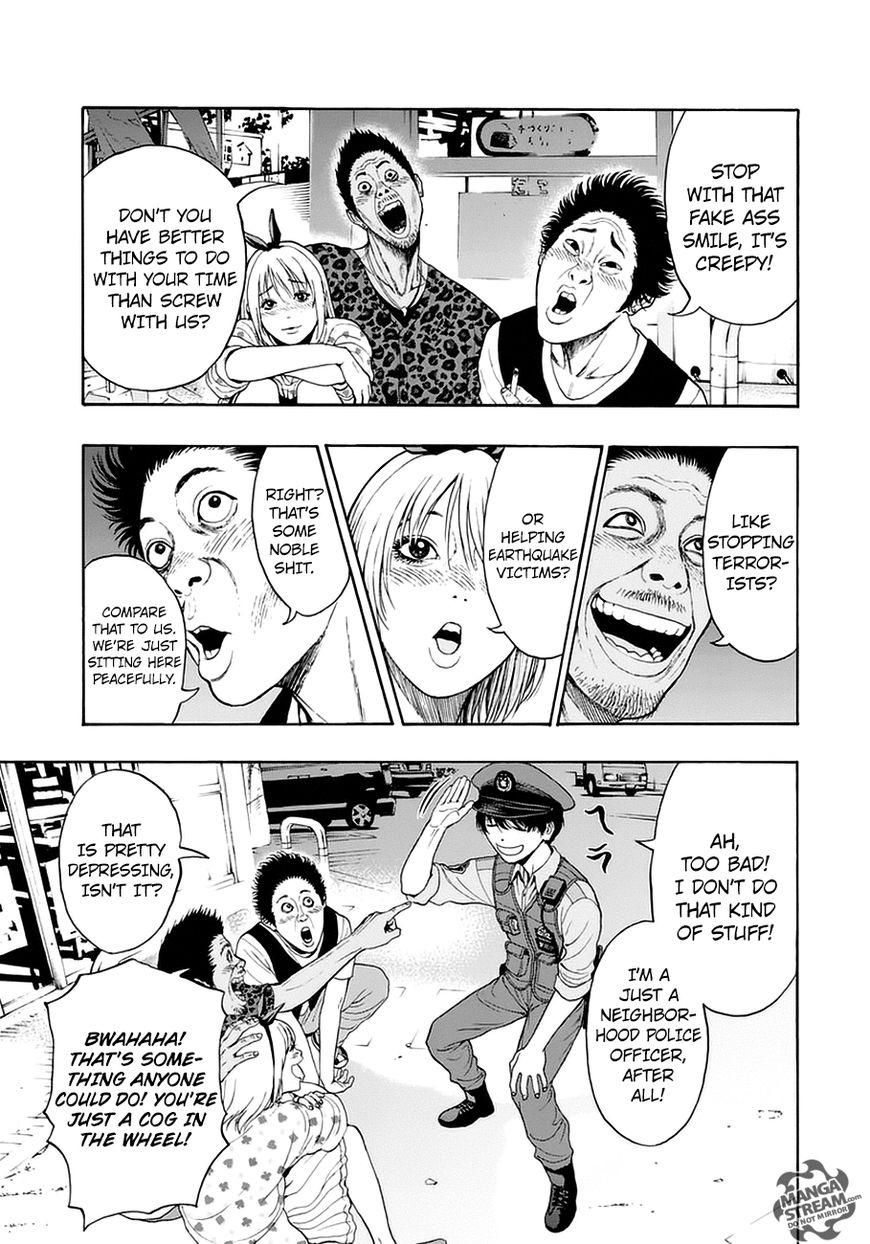 STOP
WITH THAT
FAKE ASS
SMILE, IT'S
CREEPY!
DON'T YOU
HAVE BETTER
THINGS TO DO
WITH YOUR TIME
THAN SCREW
WITH US?
LIKE
STOPPING
TERROR-
ISTS?
OR
HELPING
EARTHQUAKE
VICTIMS?
RIGHT?
THAT'S
SOME
NOBLE
SHIT.
COMPARE
THAT TO US.
WE'RE JUST
SITTING HERE
PEACEFULLY.
AH,
TOO BAD!
I DON'T DO
THAT KIND
OF STUFF!
I'M A
JUST A
NEIGHBOR-
HOOD POLICE
OFFICER,
AFTER
ALL!
へ
へ
THAT
IS PRETTY
DEPRESSING,
ISN'T IT?
BWAHAHA!
THAT'S SOME-
THING ANYONE
COULD DO! YOU'RE
JUST A COG IN
THE WHEEL!
MANGA
STREAM.com
DO NOT MIRROR